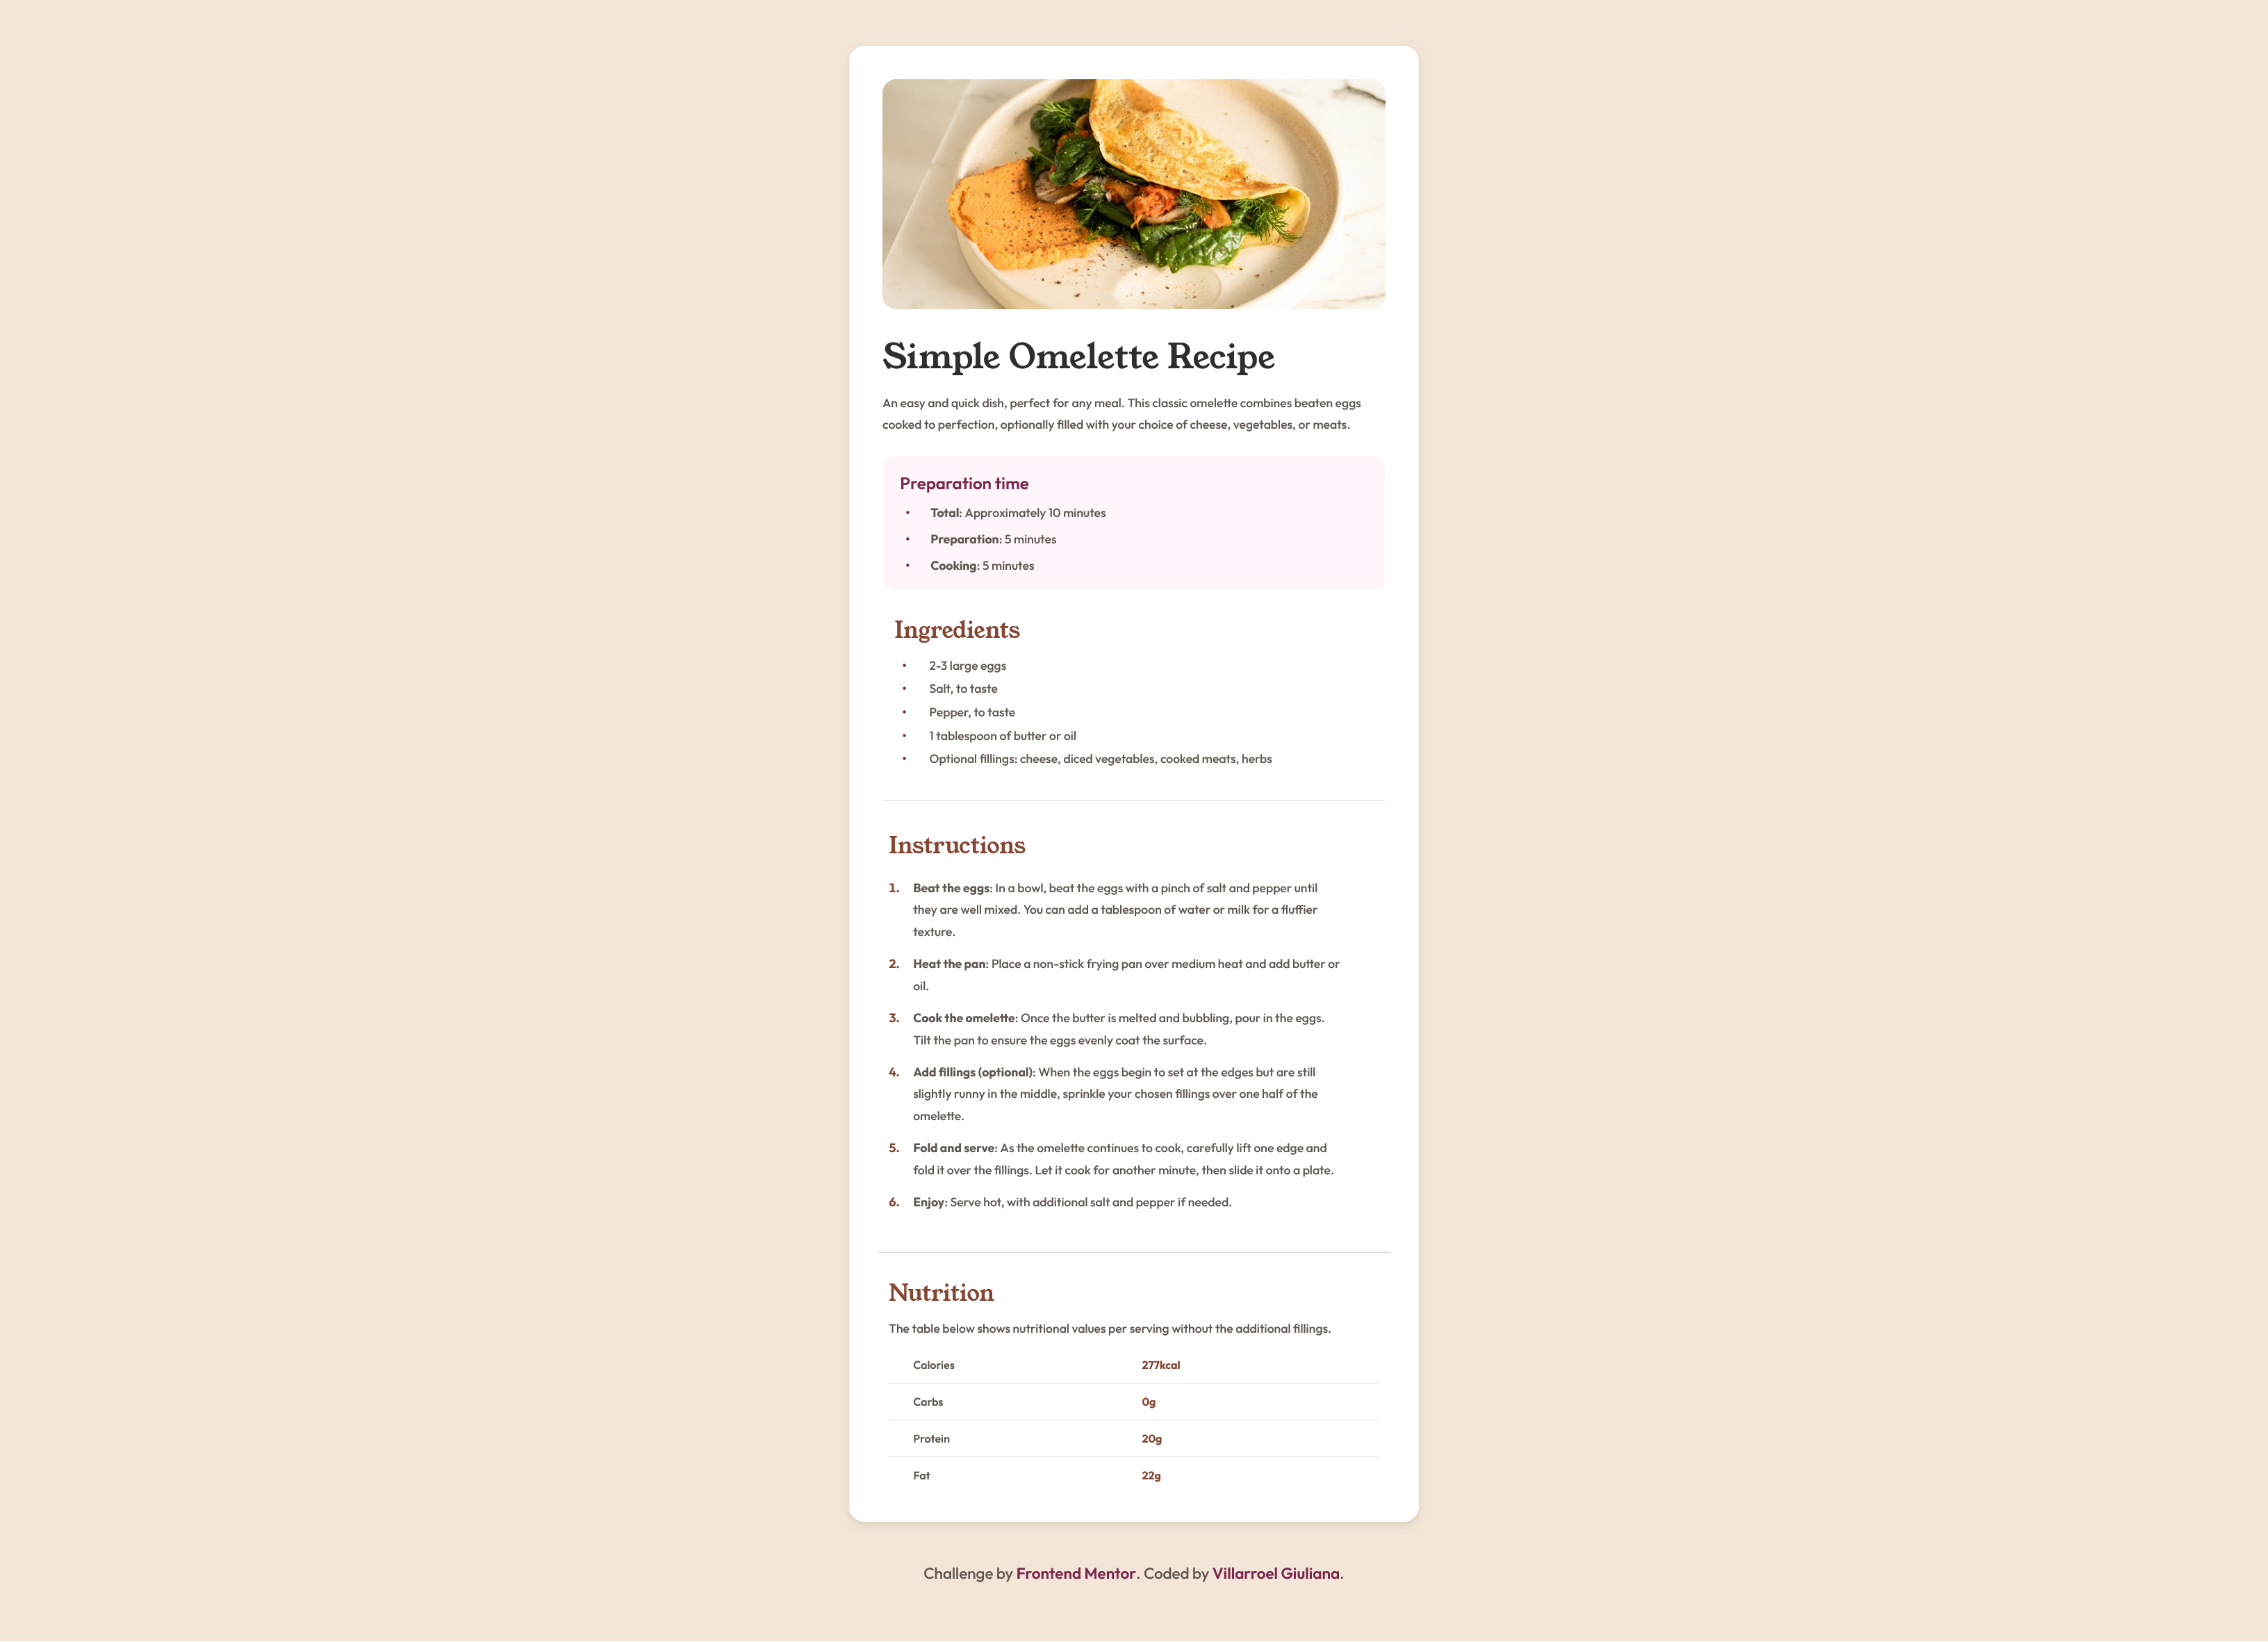 Simple Omelette Recipe
An easy and quick dish, perfect for any meal. This classic omelette combines beaten eggs
cooked to perfection, optionally filled with your choice of cheese, vegetables, or meats.
Preparation time
• Total: Approximately 10 minutes
• Preparation: 5 minutes
• Cooking: 5 minutes
Ingredients
• 2-3 large eggs
• Salt, to taste
• Pepper, to taste
• 1 tablespoon of butter or oil
• Optional fillings: cheese, diced vegetables, cooked meats, herbs
Instructions
1. Beat the eggs: In a bowl, beat the eggs with a pinch of salt and pepper until
they are well mixed. You can add a tablespoon of water or milk for a fluffier
texture.
2. Heat the pan: Place a non-stick frying pan over medium heat and add butter or
oil.
3. Cook the omelette: Once the butter is melted and bubbling, pour in the eggs.
Tilt the pan to ensure the eggs evenly coat the surface.
4. Add fillings (optional): When the eggs begin to set at the edges but are still
slightly runny in the middle, sprinkle your chosen fillings over one half of the
omelette.
5. Fold and serve: As the omelette continues to cook, carefully lift one edge and
fold it over the fillings. Let it cook for another minute, then slide it onto a plate.
6. Enjoy: Serve hot, with additional salt and pepper if needed.
Nutrition
The table below shows nutritional values per serving without the additional fillings.
Calories 277kcal
Carbs 0g
Protein 20g
Fat 22g
Challenge by Frontend Mentor. Coded by Villarroel Giuliana.